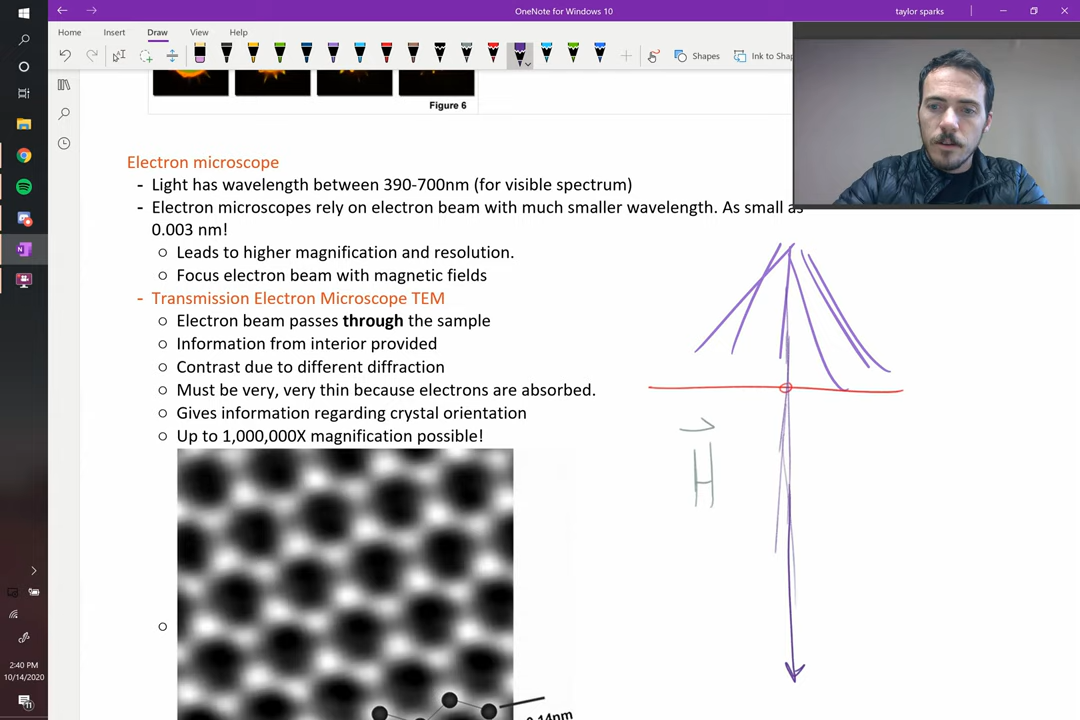 OneNote for Windows 10
taylor sparks
Home Insert Draw View Help
Shapes
Ink to Shap
Figure 6
Electron microscope
- Light has wavelength between 390-700nm (for visible spectrum)
- Electron microscopes rely on electron beam with much smaller wavelength. As small as
0.003 nm!
Leads to higher magnification and resolution.
Focus electron beam with magnetic fields
- Transmission Electron Microscope TEM
Electron beam passes through the sample
Information from interior provided
Contrast due to different diffraction
Must be very, very thin because electrons are absorbed.
Gives information regarding crystal orientation
Up to 1,000,000X magnification possible!
H
0.14nm
2:40 PM
10/14/2020